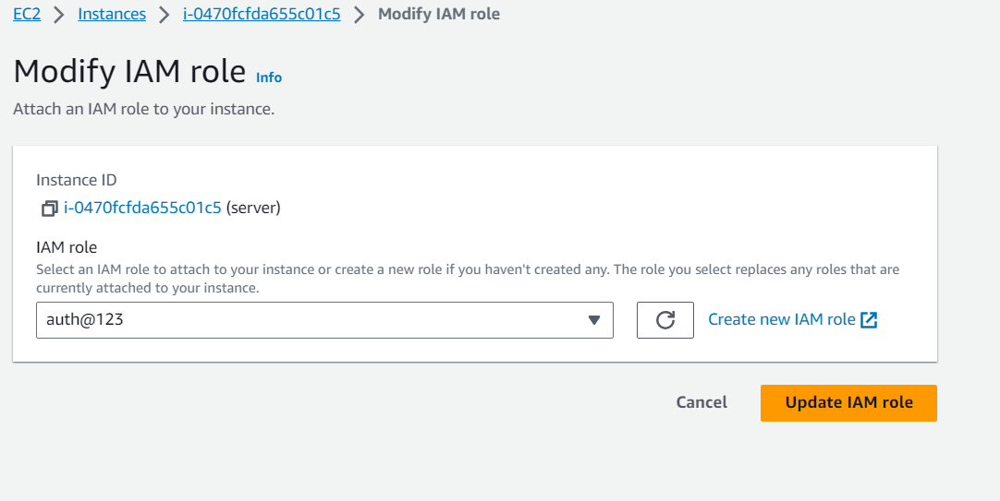 EC2 > Instances > i-0470fcfda655c01c5 > Modify IAM role
Modify IAM role Info
Attach an IAM role to your instance.
Instance ID
i-0470fcfda655c01c5 (server)
IAM role
Select an IAM role to attach to your instance or create a new role if you haven't created any. The role you select replaces any roles that are
currently attached to your instance.
auth@123
Create new IAM role
Cancel
Update IAM role